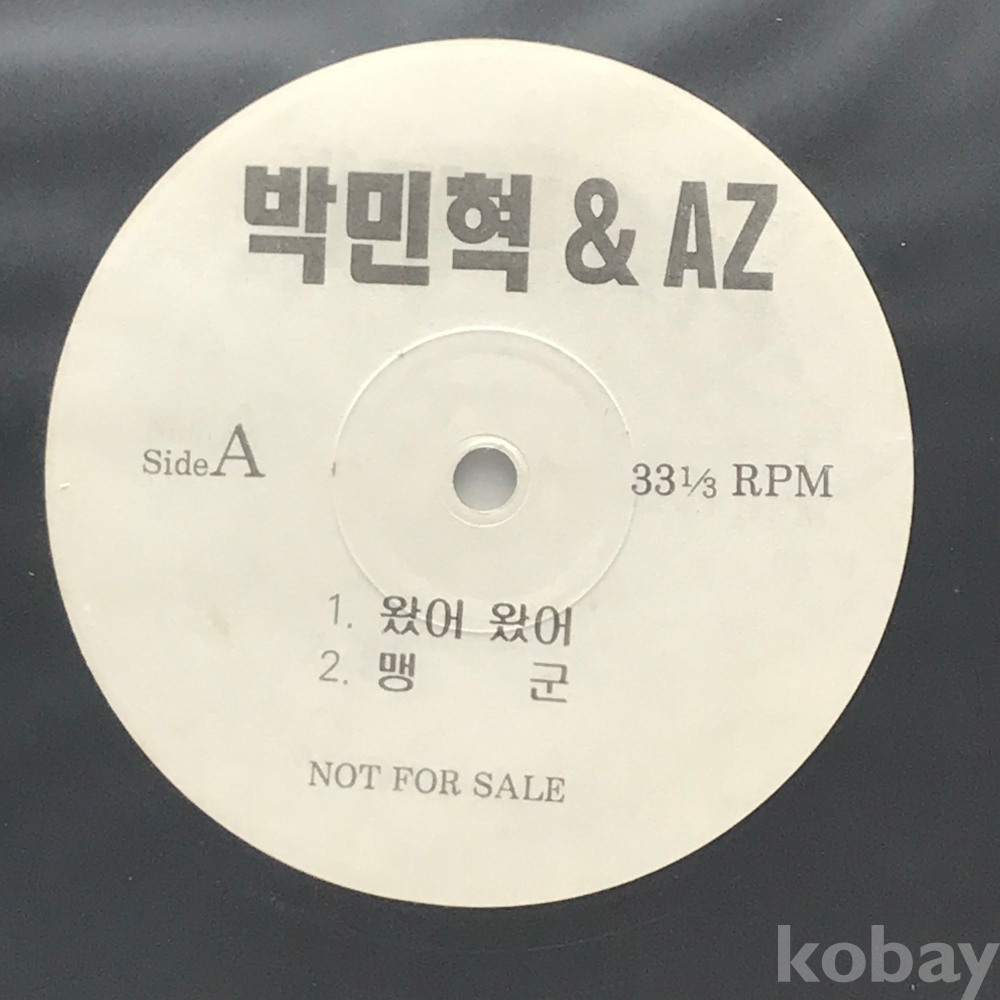 박민혁 & AZ
Side A
33⅓ RPM
1. 왔어 왔어
2. 맹 군
NOT FOR SALE
kobay